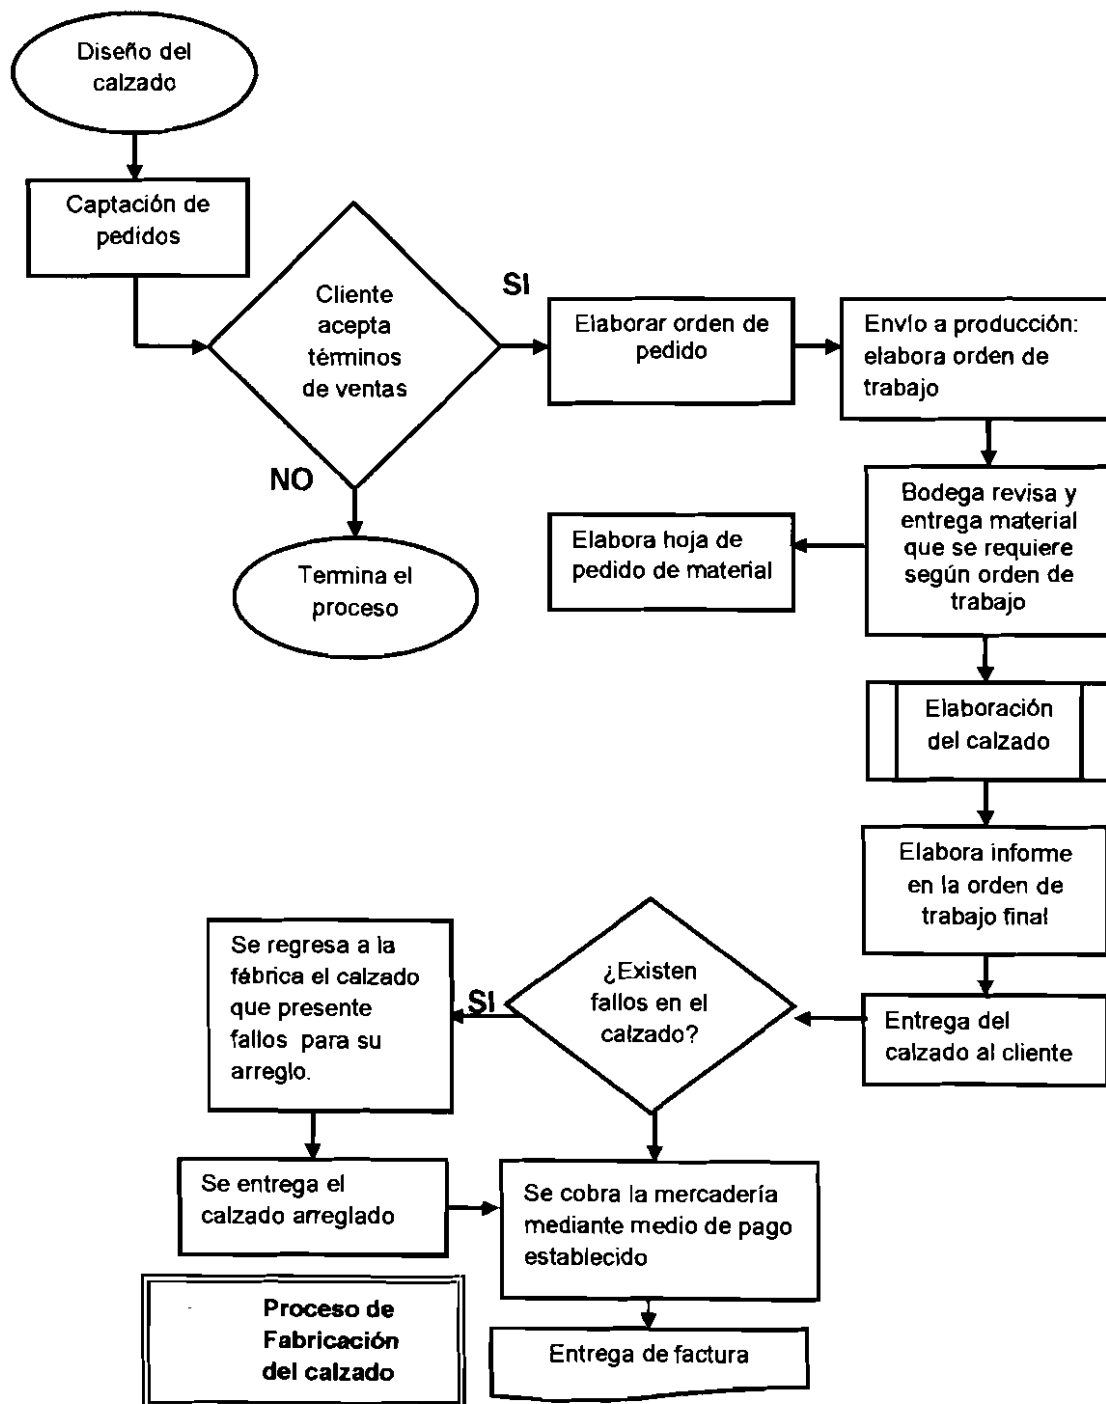 Diseño del
calzado
Captación de
pedidos
Cliente
acepta
términos
de ventas
SI
NO
Elaborar orden de
pedido
Envío a producción:
elabora orden de
trabajo
Termina el
proceso
Elabora hoja de
pedido de material
Bodega revisa y
entrega material
que se requiere
según orden de
trabajo
Elaboración
del calzado
Elabora informe
en la orden de
trabajo final
Entrega del
calzado al cliente
¿Existen
fallos en el
calzado?
SI
Se regresa a la
fábrica el calzado
que presente
fallos para su
arreglo.
Se entrega el
calzado arreglado
Se cobra la mercadería
mediante medio de pago
establecido
Entrega de factura
Proceso de
Fabricación
del calzado